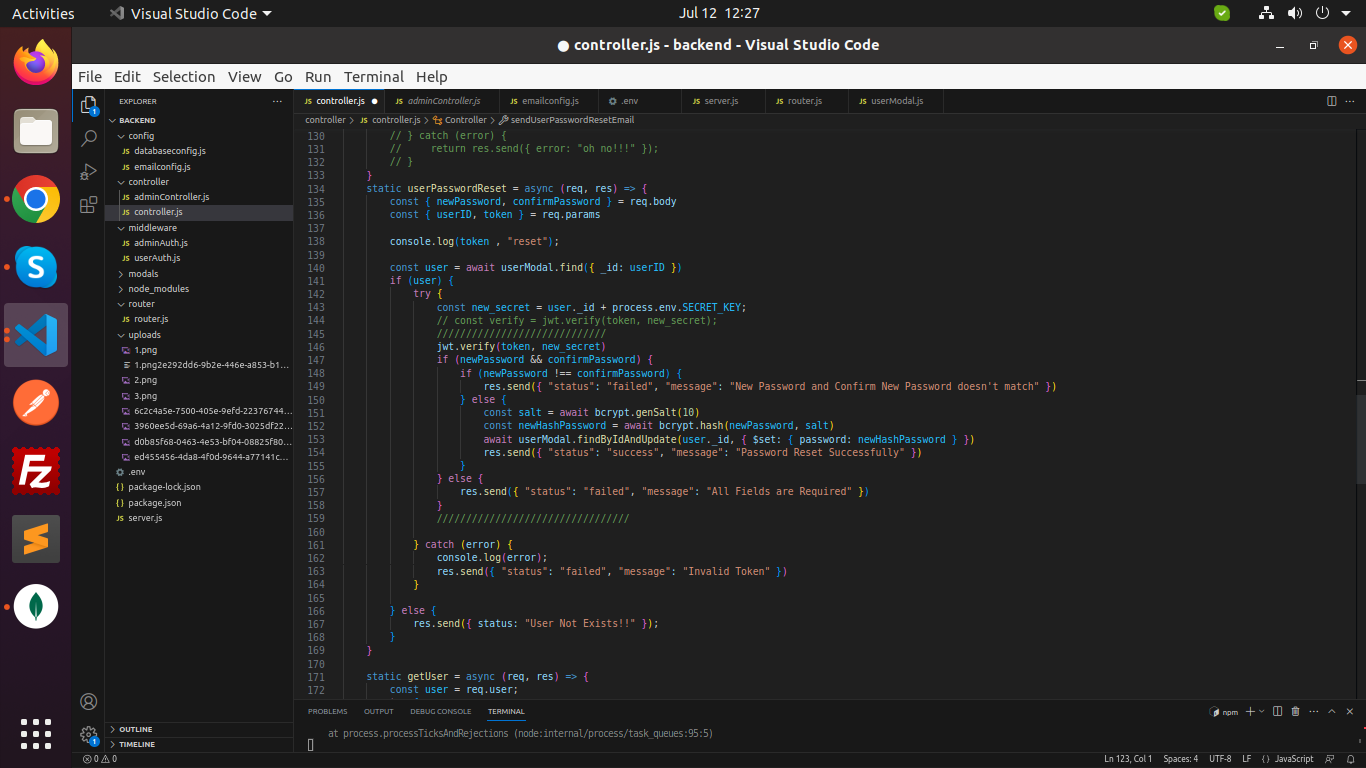 Activities
Visual Studio Code
Jul 12 12:27
controller.js - backend - Visual Studio Code
File Edit Selection View Go Run Terminal Help
EXPLORER
BACKEND
config
databaseconfig.js
emailconfig.js
controller
adminController.js
controller.js
middleware
adminAuth.js
userAuth.js
modals
node_modules
router
router.js
uploads
1.png
1.png2e292dd6-9b2e-446e-a853-b1...
2.png
3.png
6c2c4a5e-7500-405e-9efd-22376744...
3960ee5d-69a6-4a12-9fd0-3025df22...
d0b85f68-0463-4e53-bf04-08825f80...
ed455456-4da8-4f0d-9644-a77141c...
.env
package-lock.json
package.json
server.js
OUTLINE
TIMELINE
controller.js adminController.js emailconfig.js .env server.js router.js userModal.js
controller > controller.js > Controller > sendUserPasswordResetEmail
130 // } catch (error) {
131 //     return res.send({ error: "oh no!!!" });
132 // }
133 }
134 static userPasswordReset = async (req, res) => {
135 const { newPassword, confirmPassword } = req.body
136 const { userID, token } = req.params
137
138 console.log(token , "reset");
139
140 const user = await userModal.find({ _id: userID })
141 if (user) {
142 try {
143 const new_secret = user._id + process.env.SECRET_KEY;
144 // const verify = jwt.verify(token, new_secret);
145 /////////////////////////////
146 jwt.verify(token, new_secret)
147 if (newPassword && confirmPassword) {
148 if (newPassword !== confirmPassword) {
149 res.send({ "status": "failed", "message": "New Password and Confirm New Password doesn't match" })
150 } else {
151 const salt = await bcrypt.genSalt(10)
152 const newHashPassword = await bcrypt.hash(newPassword, salt)
153 await userModal.findByIdAndUpdate(user._id, { $set: { password: newHashPassword } })
154 res.send({ "status": "success", "message": "Password Reset Successfully" })
155 }
156 } else {
157 res.send({ "status": "failed", "message": "All Fields are Required" })
158 }
159 /////////////////////////////////
160
161 } catch (error) {
162 console.log(error);
163 res.send({ "status": "failed", "message": "Invalid Token" })
164 }
165
166 } else {
167 res.send({ status: "User Not Exists!!" });
168 }
169 }
170
171 static getUser = async (req, res) => {
172 const user = req.user;
PROBLEMS OUTPUT DEBUG CONSOLE TERMINAL
npm
at process.processTicksAndRejections (node:internal/process/task_queues:95:5)
0 0
Ln 123, Col 1 Spaces: 4 UTF-8 LF {} JavaScript